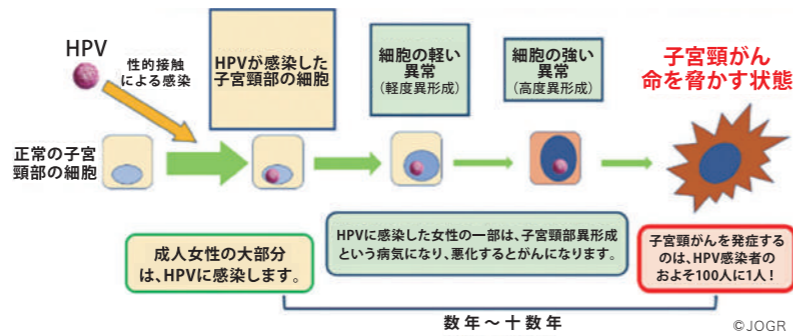 HPV
性的接触
による感染
HPVが感染した
子宮頸部の細胞
細胞の軽い
異常
（軽度異形成）
細胞の強い
異常
（高度異形成）
子宮頸がん
命を脅かす状態
正常の子宮
頸部の細胞
成人女性の大部分
は、HPVに感染します。
HPVに感染した女性の一部は、子宮頸部異形成
という病気になり、悪化するとがんになります。
子宮頸がんを発症する
のは、HPV感染者の
およそ100人に1人！
数年～十数年
©JOGR